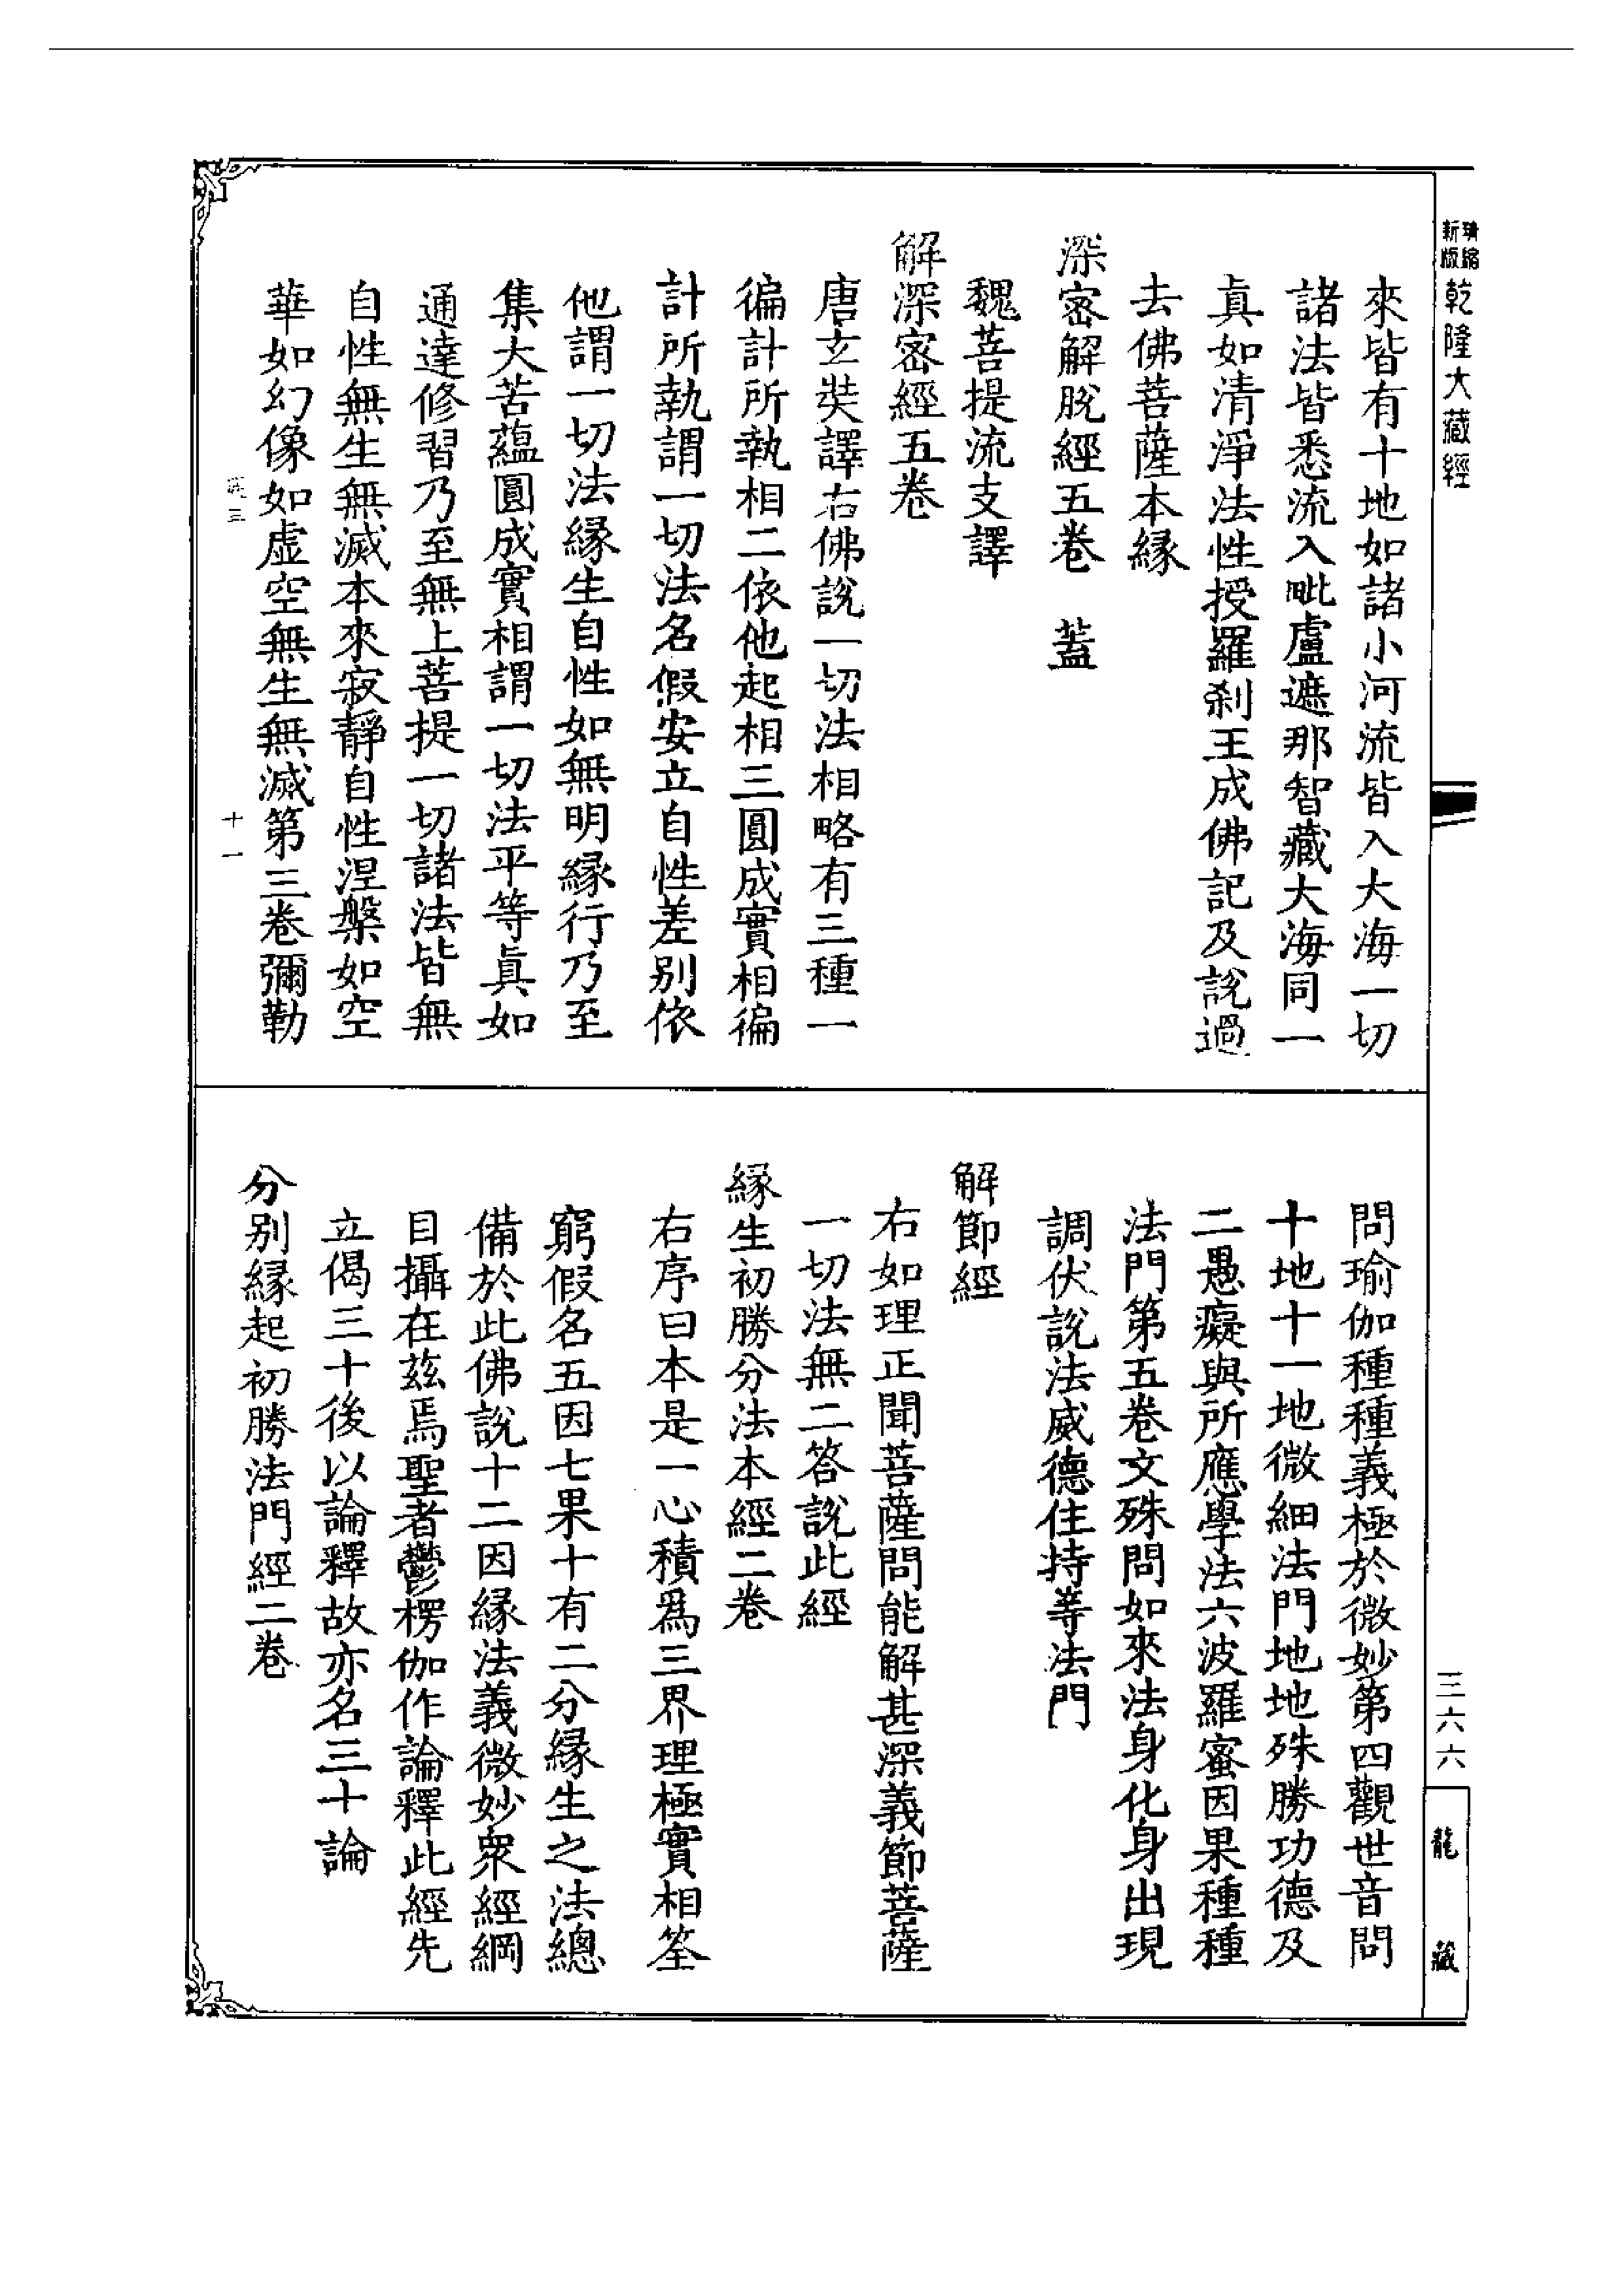 精縮
新版
乾隆大藏經
來皆有十地如諸小河流皆入大海一切
諸法皆悉流入毗盧遮那智藏大海同一
真如清淨法性授羅剎王成佛記及說過
去佛菩薩本緣
深密解脫經五卷　蓋
魏菩提流支譯
解深密經五卷
唐玄奘譯右佛說一切法相略有三種一
徧計所執相二依他起相三圓成實相徧
計所執謂一切法名假安立自性差別依
他謂一切法緣生自性如無明緣行乃至
集大苦蘊圓成實相謂一切法平等眞如
通達修習乃至無上菩提一切諸法皆無
自性無生無滅本來寂靜自性涅槃如空
華如幻像如虛空無生無滅第三卷彌勒
十一
問瑜伽種種義極於微妙第四觀世音問
十地十一地微細法門地地殊勝功德及
二愚癡與所應學法六波羅蜜因果種種
法門第五卷文殊問如來法身化身出現
調伏說法威德住持等法門
解節經
右如理正聞菩薩問能解甚深義節菩薩
一切法無二答說此經
緣生初勝分法本經二卷
右序曰本是一心積爲三界理極實相筌
窮假名五因七果十有二分緣生之法總
備於此佛說十二因緣法義微妙衆經綱
目攝在茲焉聖者鬱楞伽作論釋此經先
立偈三十後以論釋故亦名三十論
分別緣起初勝法門經二卷
三六六
龍藏